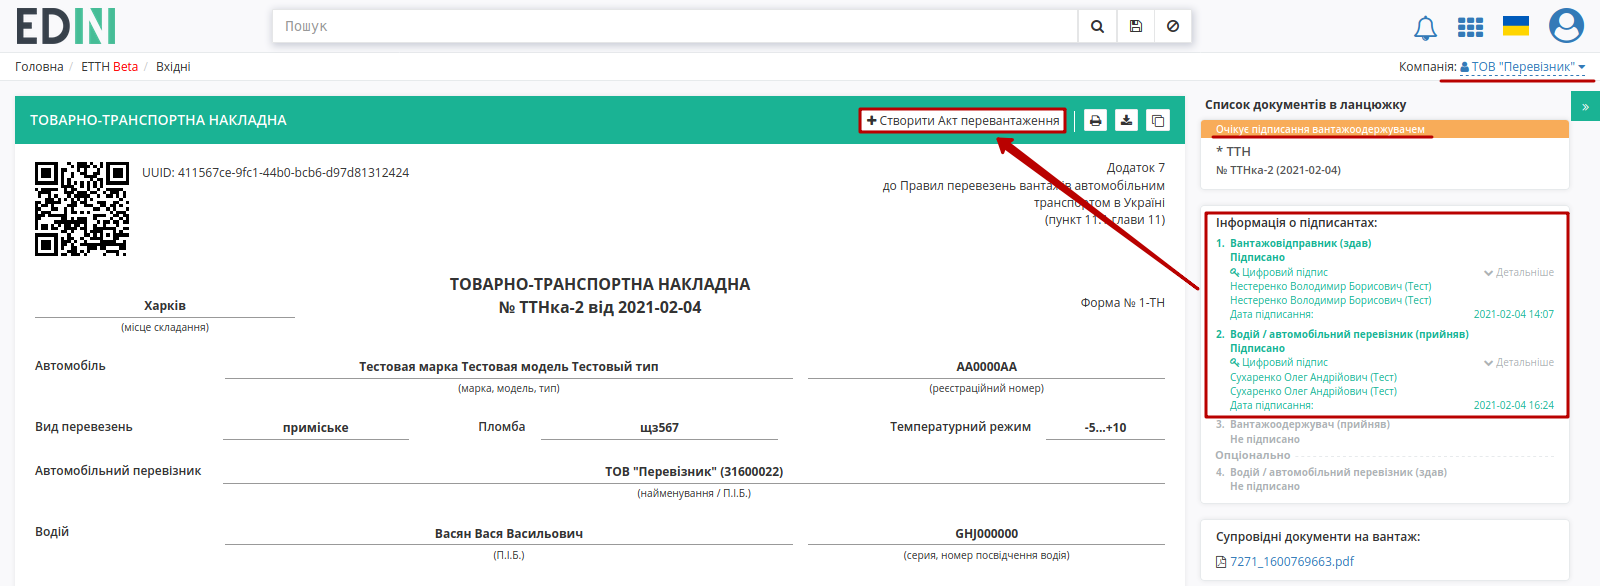 EDIN
Пошук
Головна / ЕТТН Beta / Вхідні
Компанія: ТОВ "Перевізник"
ТОВАРНО-ТРАНСПОРТНА НАКЛАДНА
Створити Акт перевантаження
UUID: 411567ce-9fc1-44b0-bcb6-d97d81312424
Додаток 7
до Правил перевезень вантажів автомобільним
транспортом в Україні
(пункт 11.1 глави 11)
ТОВАРНО-ТРАНСПОРТНА НАКЛАДНА
№ ТТНка-2 від 2021-02-04
Харків
(місце складання)
Форма № 1-ТН
Автомобіль
Тестовая марка Тестовая модель Тестовый тип
(марка, модель, тип)
AA0000AA
(реєстраційний номер)
Вид перевезень
приміське
Пломба
щз567
Температурний режим
-5...+10
Автомобільний перевізник
ТОВ "Перевізник" (31600022)
(найменування / П.І.Б.)
Водій
Васян Вася Васильович
(П.І.Б.)
GHJ000000
(серия, номер посвідчення водія)
Список документів в ланцюжку
»
Очікує підписання вантажоодержувачем
* ТТН
№ ТТНка-2 (2021-02-04)
Інформація о підписантах:
1. Вантажовідправник (здав)
Підписано
Цифровий підпис Детальніше
Нестеренко Володимир Борисович (Тест)
Нестеренко Володимир Борисович (Тест)
Дата підписання: 2021-02-04 14:07
2. Водій / автомобільний перевізник (прийняв)
Підписано
Цифровий підпис Детальніше
Сухаренко Олег Андрійович (Тест)
Сухаренко Олег Андрійович (Тест)
Дата підписання: 2021-02-04 16:24
3. Вантажоодержувач (прийняв)
Не підписано
Опціонально
4. Водій / автомобільний перевізник (здав)
Не підписано
Супровідні документи на вантаж:
7271_1600769663.pdf